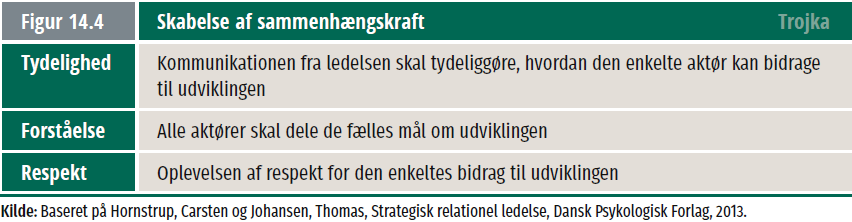 Figur 14.4 Skabelse af sammenhængskraft Trojka
Tydelighed Kommunikationen fra ledelsen skal tydeliggøre, hvordan den enkelte aktør kan bidrage
til udviklingen
Forståelse Alle aktører skal dele de fælles mål om udviklingen
Respekt Oplevelsen af respekt for den enkeltes bidrag til udviklingen
Kilde: Baseret på Hornstrup, Carsten og Johansen, Thomas, Strategisk relationel ledelse, Dansk Psykologisk Forlag, 2013.